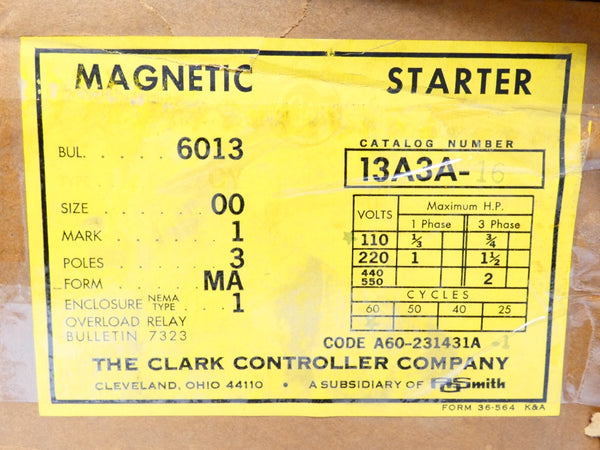 MAGNETIC STARTER
BUL. . . . . . 6013
CATALOG NUMBER
13A3A-16
SIZE . . . . . . . 00
MARK . . . . . . . 1
POLES . . . . . . . 3
FORM . . . . . . MA
ENCLOSURE NEMA TYPE . . . 1
OVERLOAD RELAY
BULLETIN 7323
VOLTS Maximum H.P.
1 Phase 3 Phase
110 ⅓ ¾
220 1 1½
440 550 2
CYCLES
60 50 40 25
CODE A60-231431A -1
THE CLARK CONTROLLER COMPANY
CLEVELAND, OHIO 44110 • A SUBSIDIARY OF AOSmith
FORM 36-564 K&A